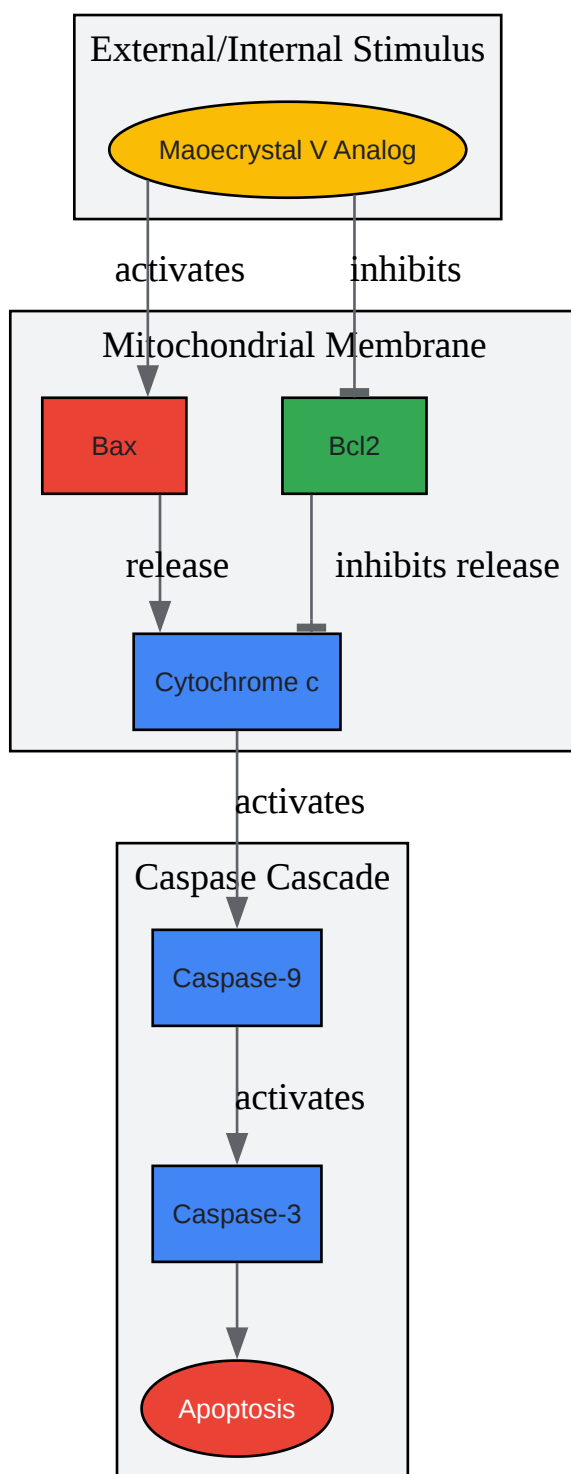 External/Internal Stimulus
Maoecrystal V Analog
activates
inhibits
Mitochondrial Membrane
Bax
Bcl2
release
inhibits release
Cytochrome c
activates
Caspase Cascade
Caspase-9
activates
Caspase-3
Apoptosis